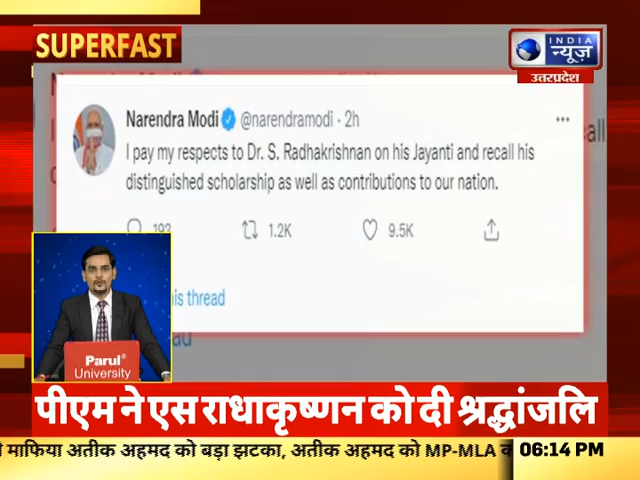 SUPERFAST
INDIA
न्यूज़
उत्तरप्रदेश
Narendra Modi @narendramodi · 2h
I pay my respects to Dr. S. Radhakrishnan on his Jayanti and recall his
distinguished scholarship as well as contributions to our nation.
193 1.2K 9.5K
this thread
Parul®
University
पीएम ने एस राधाकृष्णन को दी श्रद्धांजलि
माफिया अतीक अहमद को बड़ा झटका, अतीक अहमद को MP-MLA
06:14 PM